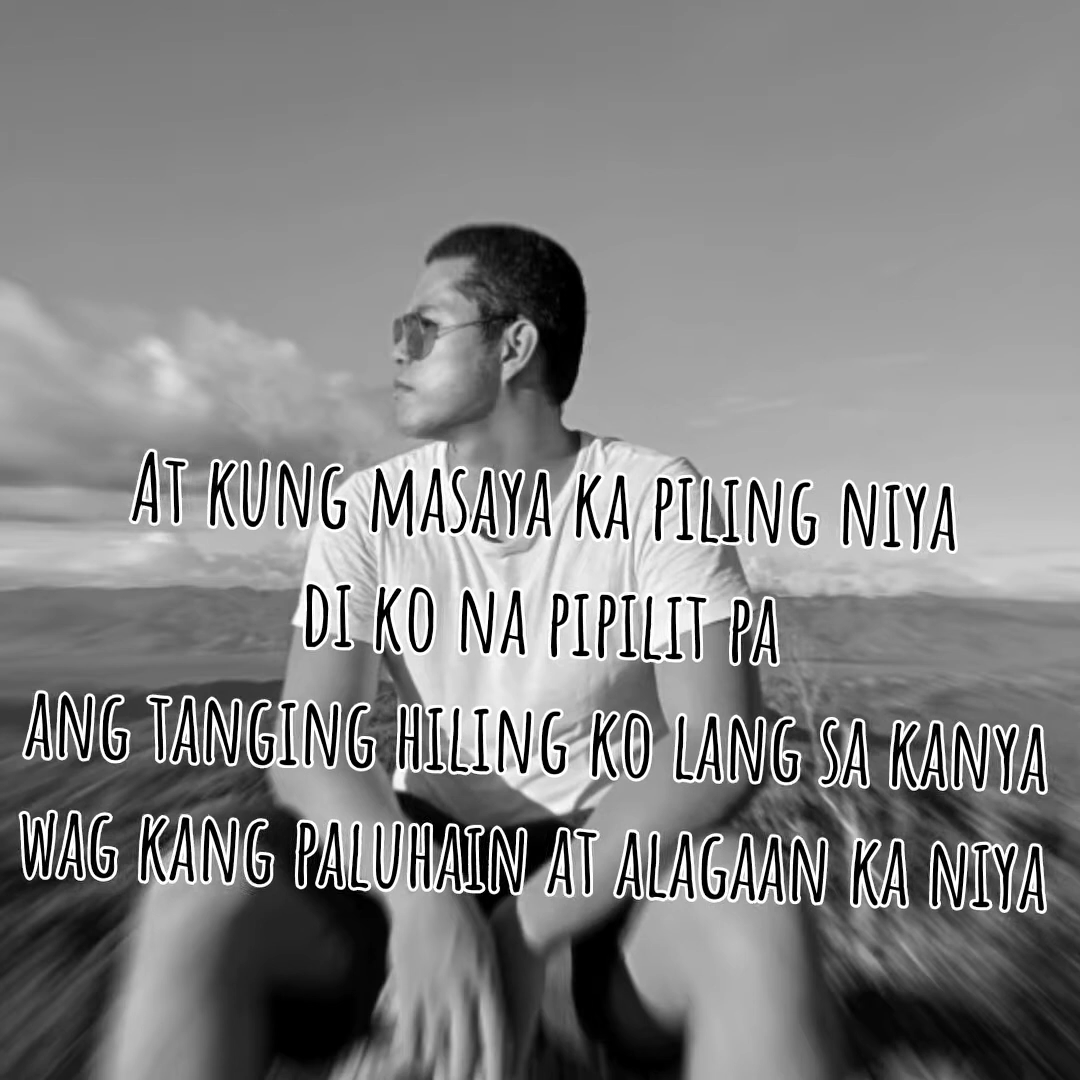 At kung masaya ka piling niya
di ko na pipilit pa
ang tanging hiling ko lang sa kanya
wag kang paluhain at alagaan ka niya